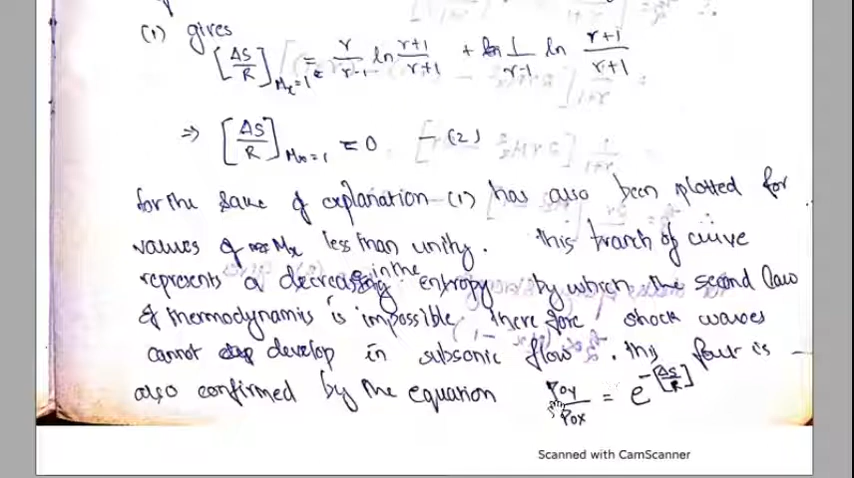 (1) gives
[ΔS/R]Mx=1 = r/r-1 ln r+1/r+1 + 1/r-1 ln r+1/r+1
⇒ [ΔS/R]Mx=1 = 0 — (2)
for the sake of explanation (1) has also been plotted for
values of Mx less than unity. this branch of curve
represents a decreasing in the entropy by which the second law
of thermodynamis is impossible, there fore, shock waves
cannot develop in subsonic flow. this fact is
also confirmed by the equation Poy/Pox = e^-[ΔS/R]
Scanned with CamScanner